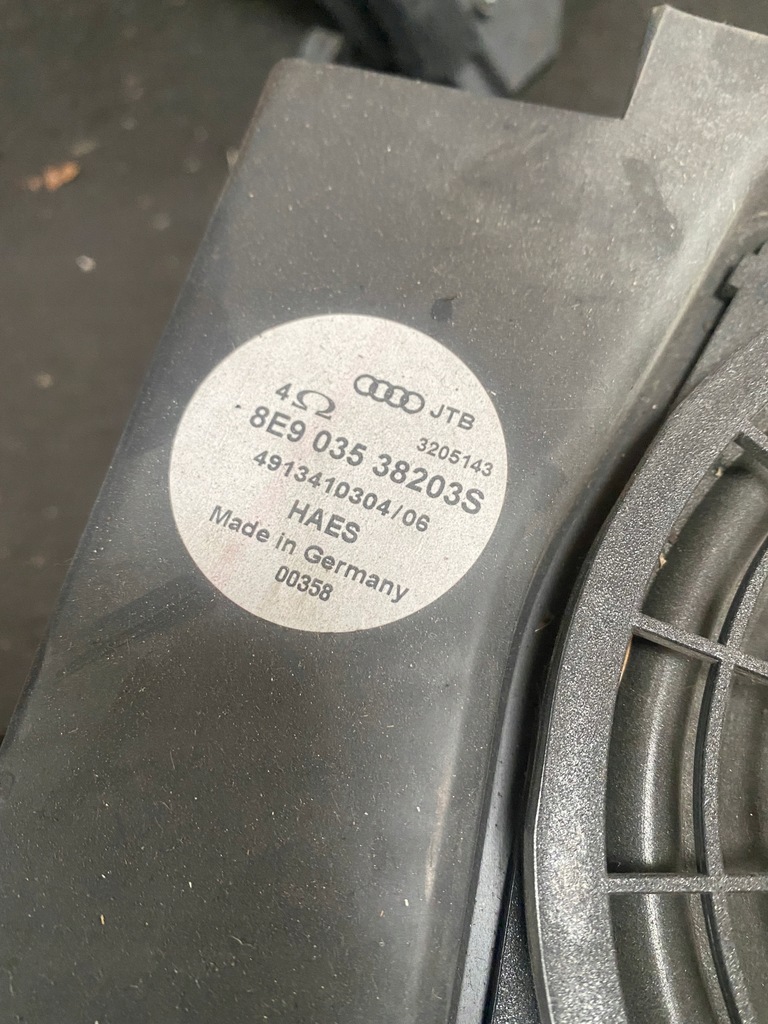 4Ω JTB
3205143
8E9 035 38203S
4913410304/06
HAES
Made in Germany
00358